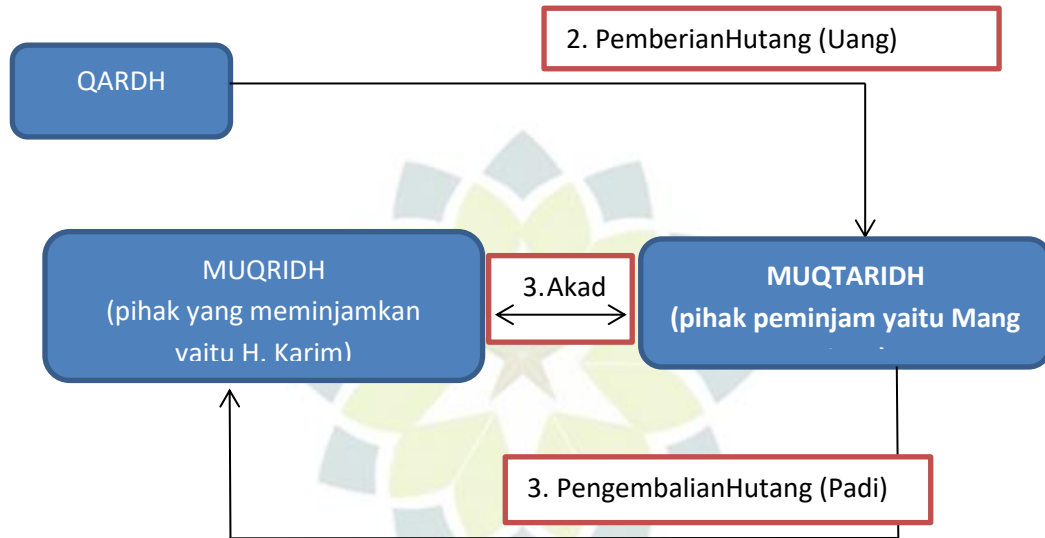 2. PemberianHutang (Uang)
QARDH
MUQRIDH
(pihak yang meminjamkan
yaitu H. Karim)
3.Akad
MUQTARIDH
(pihak peminjam yaitu Mang
3. PengembalianHutang (Padi)